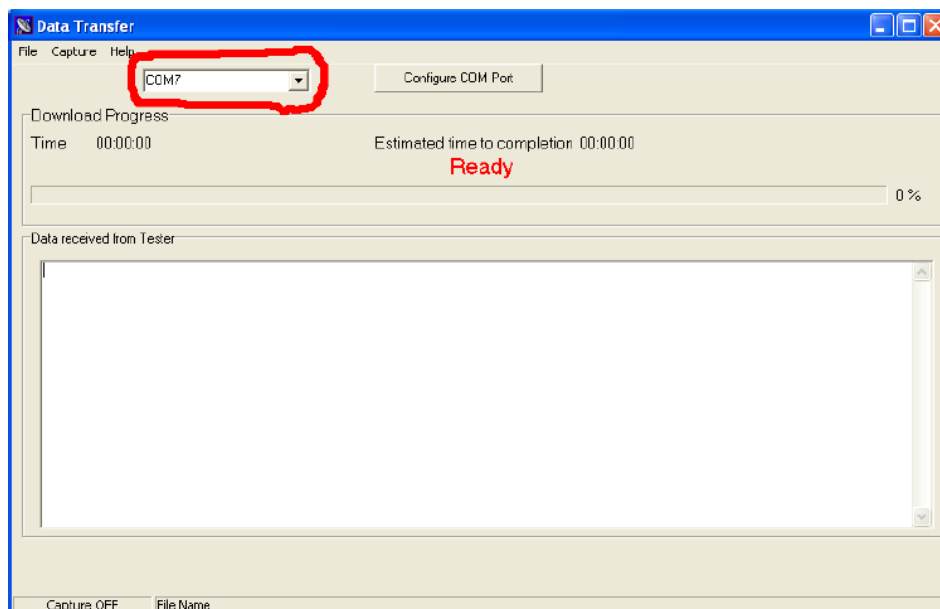 Data Transfer
File Capture Help
COM7
Configure COM Port
Download Progress
Time 00:00:00
Estimated time to completion 00:00:00
Ready
0 %
Data received from Tester
Capture OFF File Name